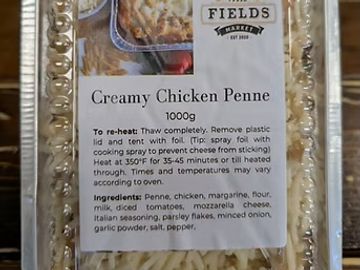 FIELDS
MARKET
EST 2020
Creamy Chicken Penne
1000g
To re-heat: Thaw completely. Remove plastic
lid and tent with foil. (Tip: spray foil with
cooking spray to prevent cheese from sticking)
Heat at 350°F for 35-45 minutes or till heated
through. Times and temperatures may vary
according to oven.
Ingredients: Penne, chicken, margarine, flour,
milk, diced tomatoes, mozzarella cheese,
Italian seasoning, parsley flakes, minced onion,
garlic powder, salt, pepper.